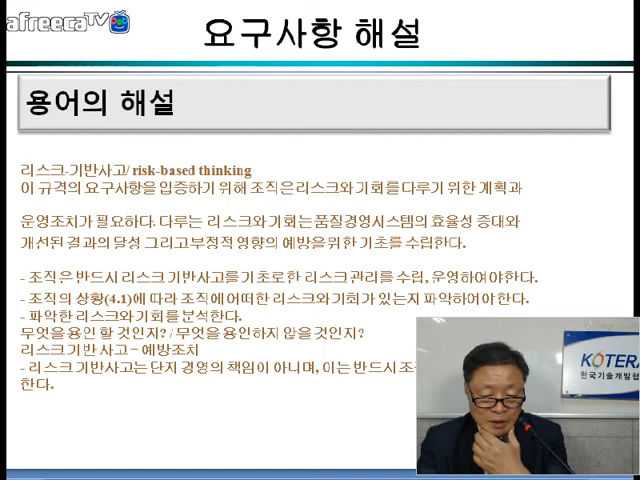 afreecaTV
요구사항 해설
용어의 해설
리스크-기반사고/ risk-based thinking
이 규격의 요구사항을 입증하기 위해 조직은 리스크와 기회를 다루기 위한 계획과
운영조치가 필요하다. 다루는 리스크와 기회는 품질경영시스템의 효율성 증대와
개선된 결과의 달성 그리고 부정적 영향의 예방을 위한 기초를 수립한다.
- 조직은 반드시 리스크 기반사고를 기초로한 리스크 관리를 수립, 운영하여야 한다.
- 조직의 상황(4.1)에 따라 조직에 어떠한 리스크와 기회가 있는지 파악하여야 한다.
- 파악한 리스크와 기회를 분석한다.
무엇을 용인 할 것인지? / 무엇을 용인하지 않을 것인지?
리스크 기반 사고 = 예방조치
- 리스크 기반사고는 단지 경영의 책임이 아니며, 이는 반드시 조
한다.
KOTERA
한국기술개발협